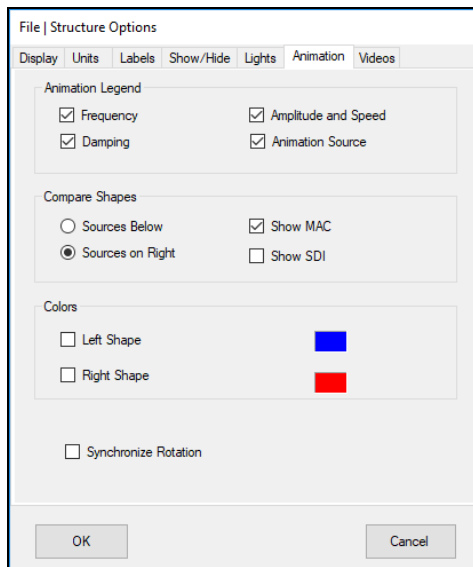 File | Structure Options
Display Units Labels Show/Hide Lights Animation Videos
Animation Legend
Frequency Amplitude and Speed
Damping Animation Source
Compare Shapes
Sources Below Show MAC
Sources on Right Show SDI
Colors
Left Shape
Right Shape
Synchronize Rotation
OK Cancel